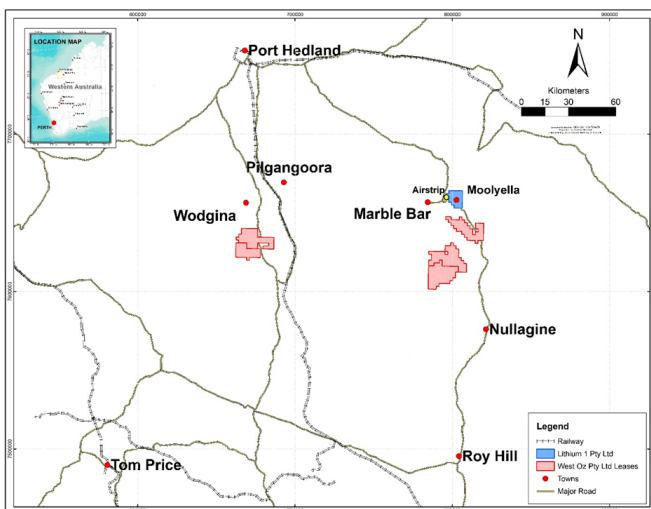 600000
700000
800000
900000
LOCATION MAP
Western Australia
PERTH
Port Hedland
N
Kilometers
0 15 30 60
7700000
Pilgangoora
Airstrip
Moolyella
Wodgina
Marble Bar
7600000
Nullagine
7500000
Tom Price
Roy Hill
Legend
Railway
Lithium 1 Pty Ltd
West Oz Pty Ltd Leases
Towns
Major Road